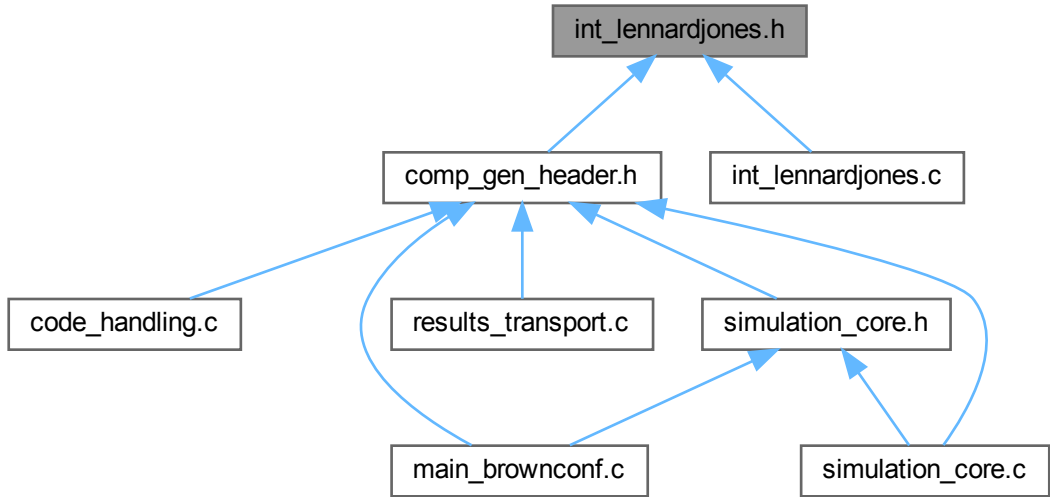 int_lennardjones.h
comp_gen_header.h
int_lennardjones.c
code_handling.c
results_transport.c
simulation_core.h
main_brownconf.c
simulation_core.c